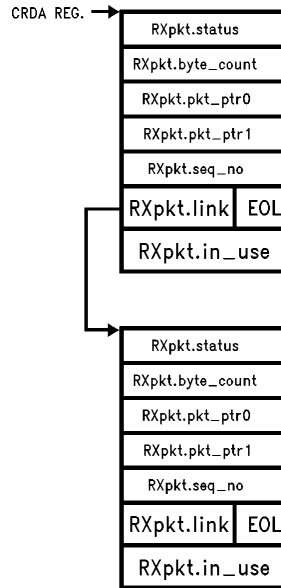 CRDA REG.
RXpkt.status
RXpkt.byte_count
RXpkt.pkt_ptr0
RXpkt.pkt_ptr1
RXpkt.seq_no
RXpkt.link EOL
RXpkt.in_use
RXpkt.status
RXpkt.byte_count
RXpkt.pkt_ptr0
RXpkt.pkt_ptr1
RXpkt.seq_no
RXpkt.link EOL
RXpkt.in_use